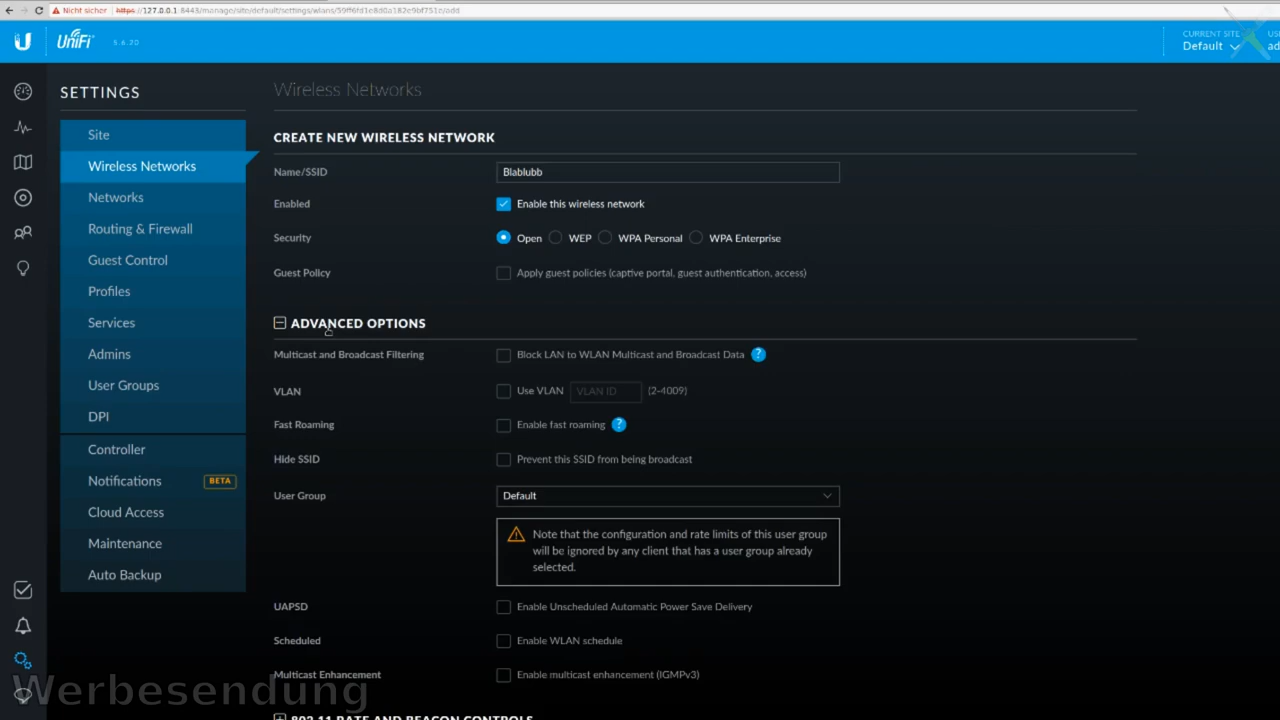 Nicht sicher https://127.0.0.1:8443/manage/site/default/settings/wlans/59ff6fd1e8d0a182e9bf751e/add
U UniFi 5.6.20
CURRENT SITE
Default
SETTINGS
Site
Wireless Networks
Networks
Routing & Firewall
Guest Control
Profiles
Services
Admins
User Groups
DPI
Controller
Notifications BETA
Cloud Access
Maintenance
Auto Backup
Wireless Networks
CREATE NEW WIRELESS NETWORK
Name/SSID Blablubb
Enabled Enable this wireless network
Security Open WEP WPA Personal WPA Enterprise
Guest Policy Apply guest policies (captive portal, guest authentication, access)
ADVANCED OPTIONS
Multicast and Broadcast Filtering Block LAN to WLAN Multicast and Broadcast Data ?
VLAN Use VLAN VLAN ID (2-4009)
Fast Roaming Enable fast roaming ?
Hide SSID Prevent this SSID from being broadcast
User Group Default
Note that the configuration and rate limits of this user group
will be ignored by any client that has a user group already
selected.
UAPSD Enable Unscheduled Automatic Power Save Delivery
Scheduled Enable WLAN schedule
Multicast Enhancement Enable multicast enhancement (IGMPv3)
802.11 RATE AND BEACON CONTROLS
Werbesendung